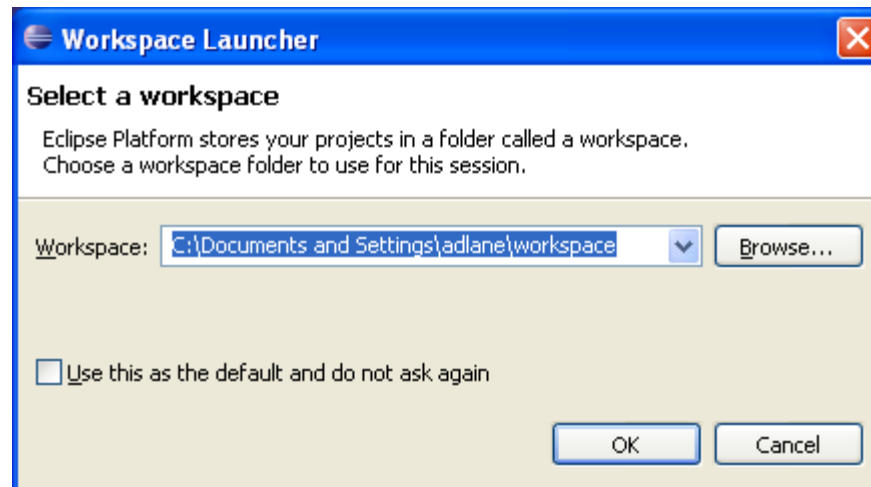 Workspace Launcher
Select a workspace
Eclipse Platform stores your projects in a folder called a workspace.
Choose a workspace folder to use for this session.
Workspace: C:\Documents and Settings\adlane\workspace Browse...
Use this as the default and do not ask again
OK Cancel